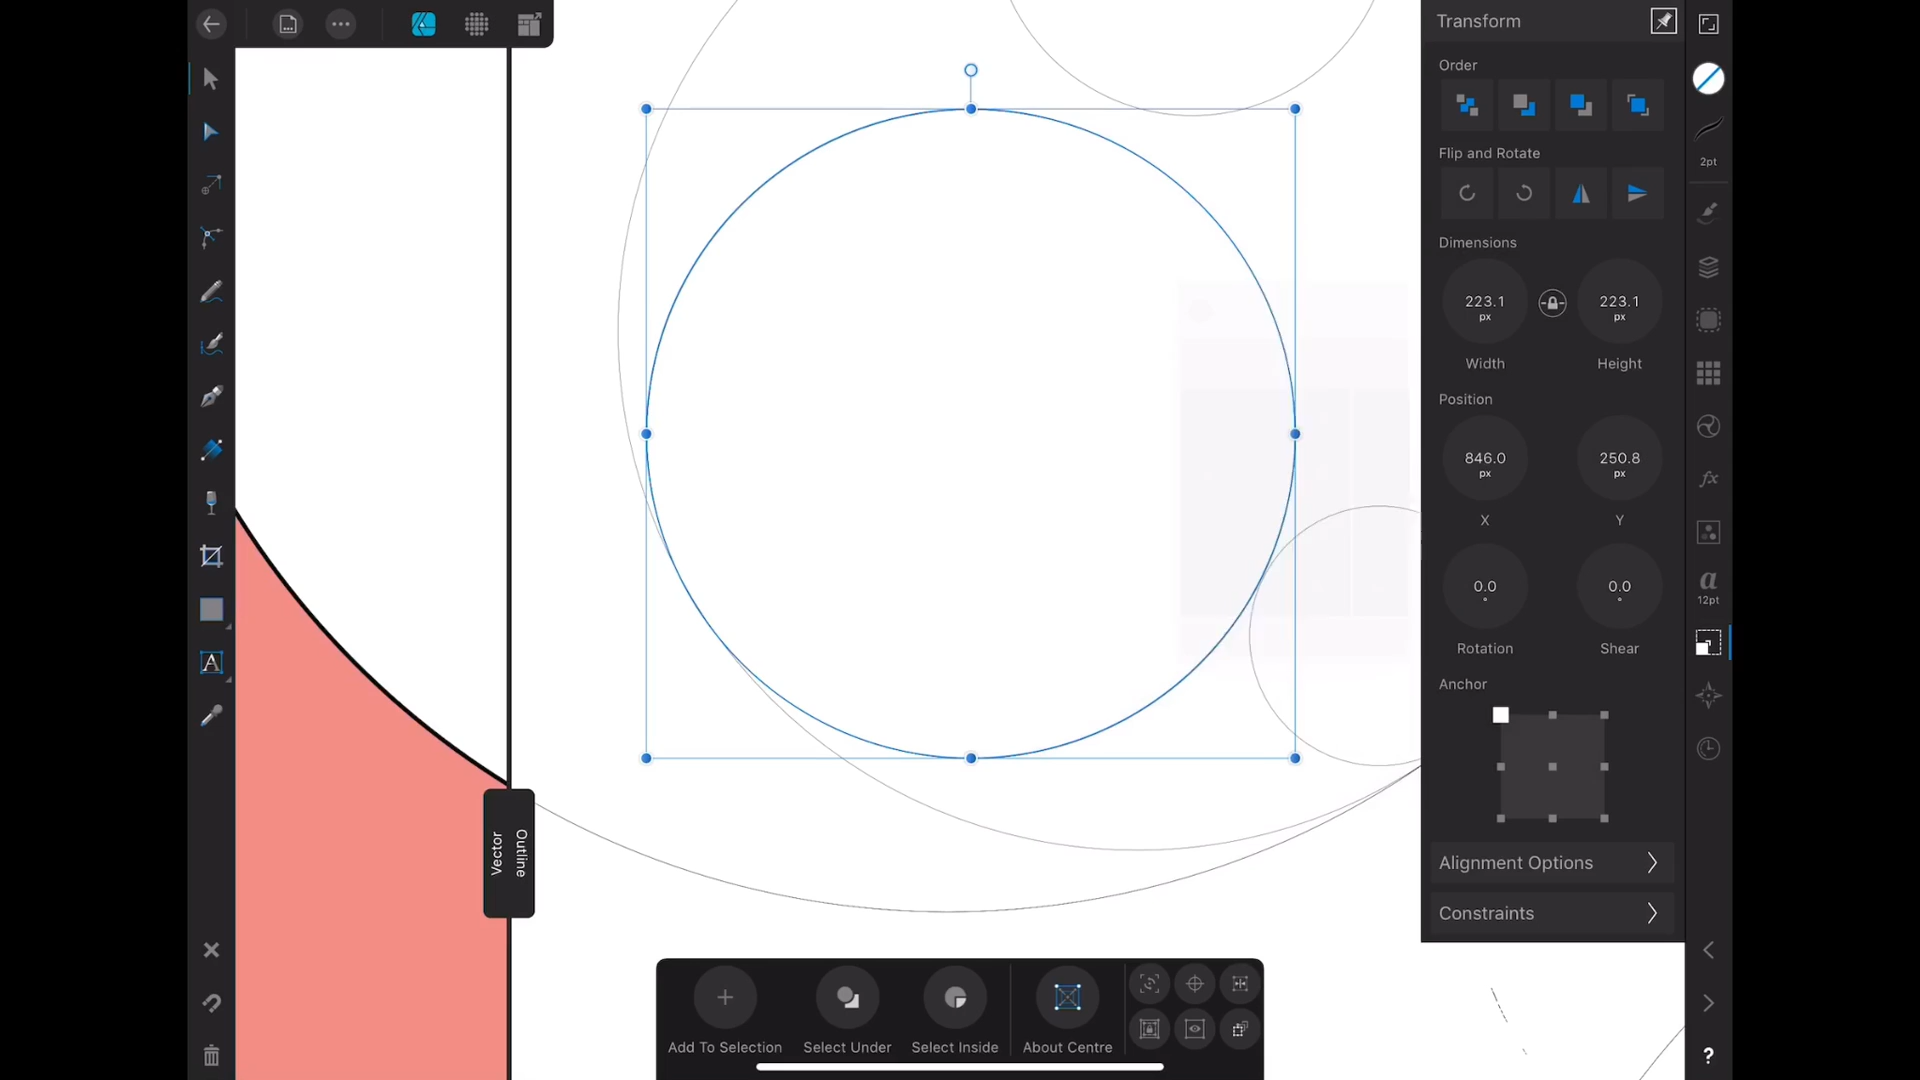 Transform
Order
2pt
Flip and Rotate
Dimensions
223.1
px
223.1
px
Width
Height
Position
846.0
px
250.8
px
X
Y
fx
0.0
°
0.0
°
a
12pt
Rotation
Shear
A
Anchor
Vector
Outline
Alignment Options
Constraints
Add To Selection
Select Under
Select Inside
About Centre
?